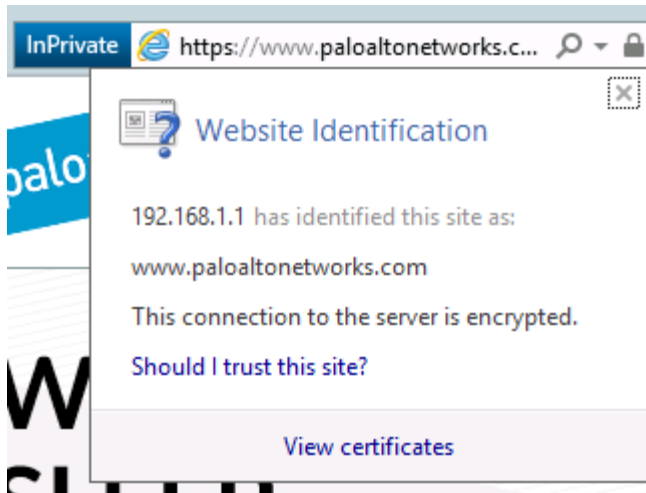 InPrivate https://www.paloaltonetworks.c...
Website Identification
palo
192.168.1.1 has identified this site as:
www.paloaltonetworks.com
This connection to the server is encrypted.
Should I trust this site?
W
View certificates